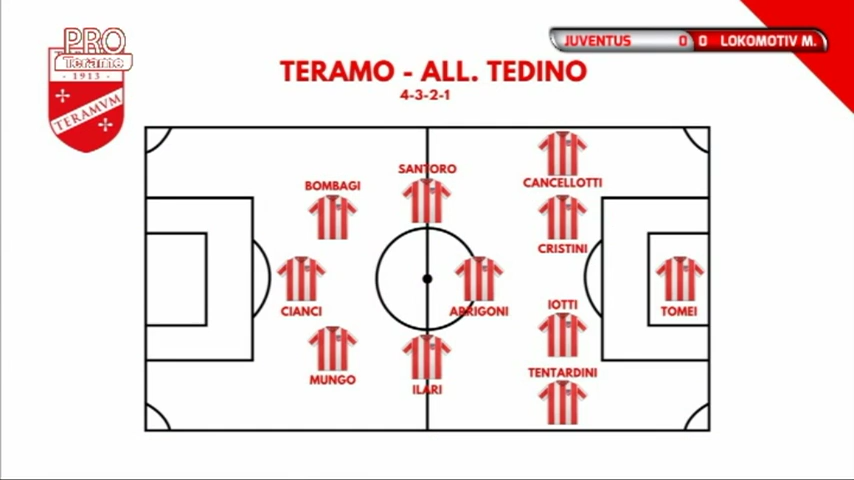 PRO
Teramo
- 1913 -
TERAMVM
JUVENTUS 0 0 LOKOMOTIV M.
TERAMO - ALL. TEDINO
4-3-2-1
SANTORO
BOMBAGI
CANCELLOTTI
CRISTINI
CIANCI
ABRIGONI
IOTTI
TOMEI
MUNGO
ILARI
TENTARDINI